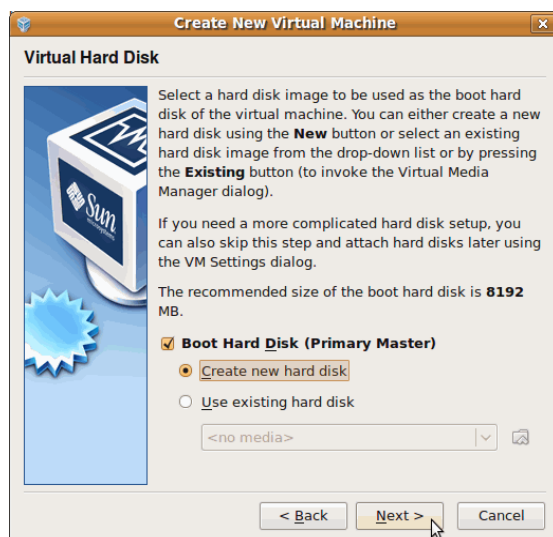 Create New Virtual Machine
Virtual Hard Disk
Select a hard disk image to be used as the boot hard
disk of the virtual machine. You can either create a new
hard disk using the New button or select an existing
hard disk image from the drop-down list or by pressing
the Existing button (to invoke the Virtual Media
Manager dialog).
If you need a more complicated hard disk setup, you
can also skip this step and attach hard disks later using
the VM Settings dialog.
The recommended size of the boot hard disk is 8192
MB.
Boot Hard Disk (Primary Master)
Create new hard disk
Use existing hard disk
<no media>
Sun
microsystems
< Back
Next >
Cancel